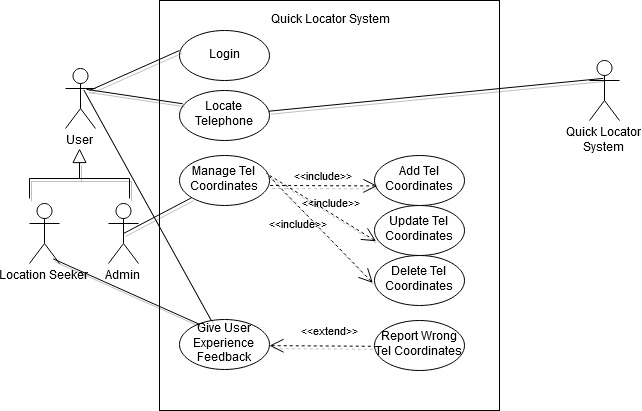 Quick Locator System
Login
Locate
Telephone
User
Quick Locator
System
Manage Tel
Coordinates
<<include>>
Add Tel
Coordinates
<<include>>
Update Tel
Coordinates
<<include>>
Delete Tel
Coordinates
Location Seeker
Admin
Give User
Experience
Feedback
<<extend>>
Report Wrong
Tel Coordinates